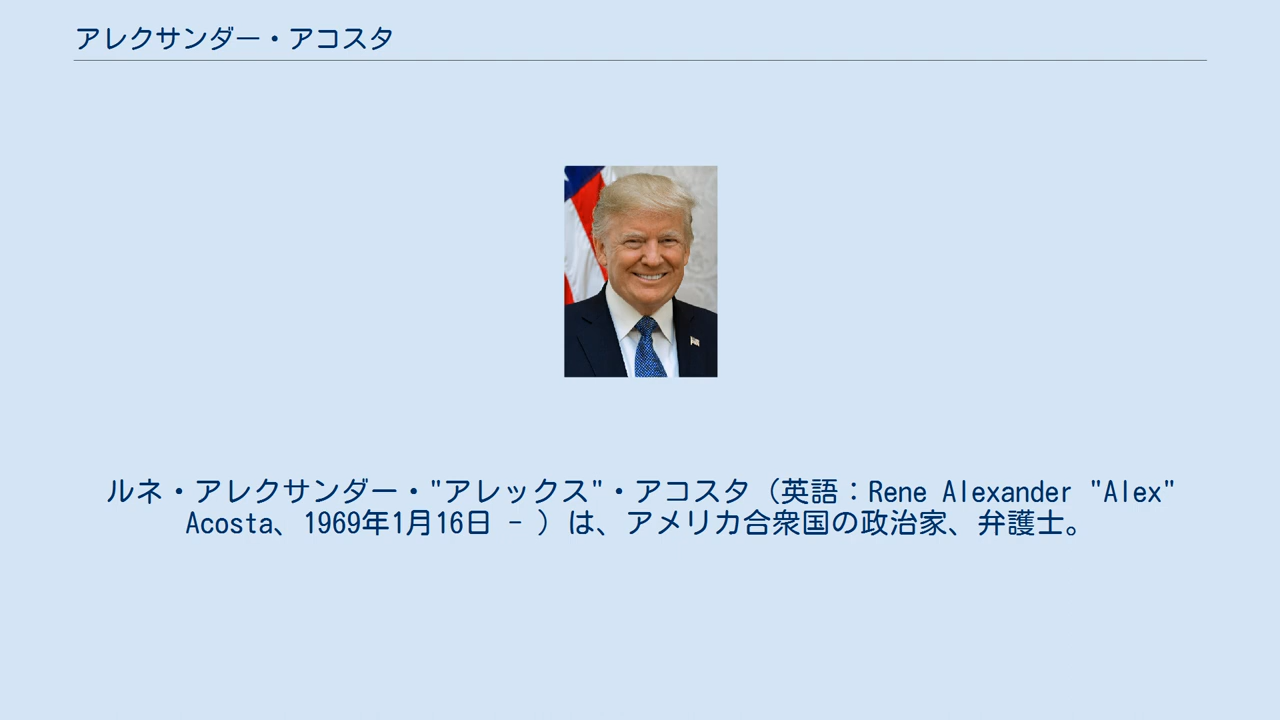 アレクサンダー・アコスタ
ルネ・アレクサンダー・"アレックス"・アコスタ（英語：Rene Alexander "Alex"
Acosta、1969年1月16日 - ）は、アメリカ合衆国の政治家、弁護士。